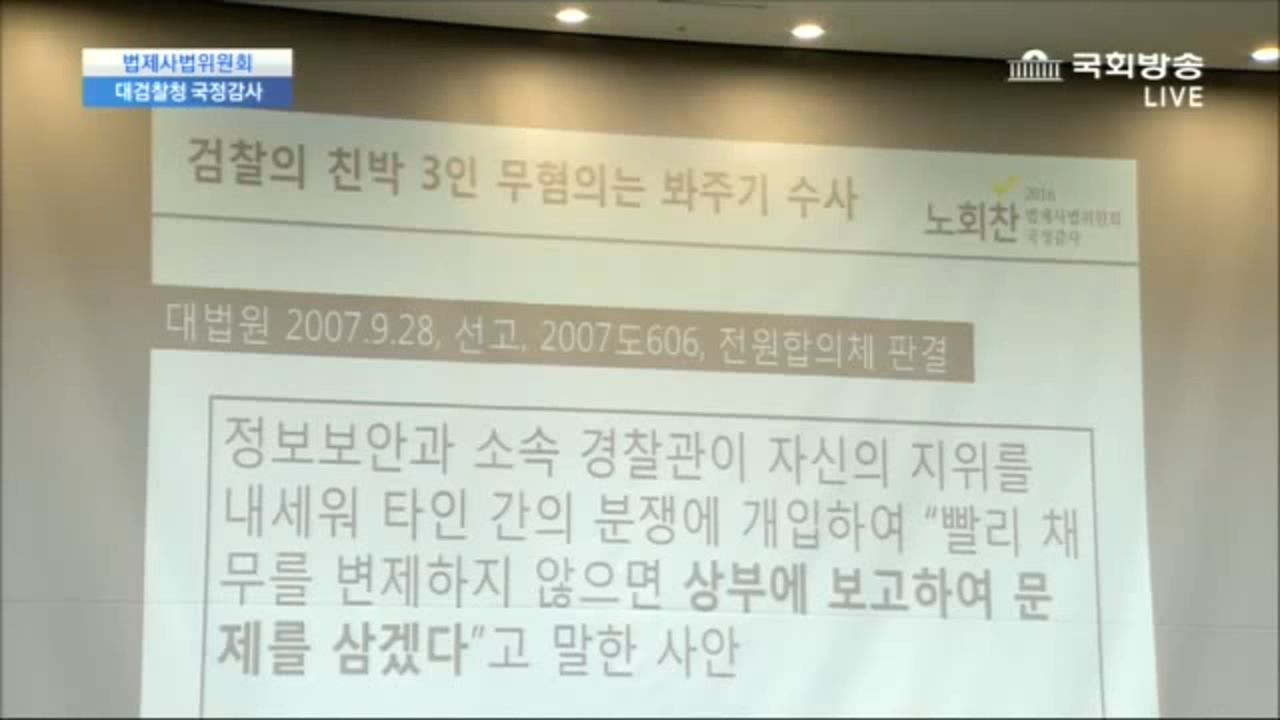 법제사법위원회
대검찰청 국정감사
국회방송
LIVE
검찰의 친박 3인 무혐의는 봐주기 수사
노회찬
2016
법제사법위원회
국정감사
대법원 2007.9.28, 선고, 2007도606, 전원합의체 판결
정보보안과 소속 경찰관이 자신의 지위를
내세워 타인 간의 분쟁에 개입하여 “빨리 채
무를 변제하지 않으면 상부에 보고하여 문
제를 삼겠다”고 말한 사안